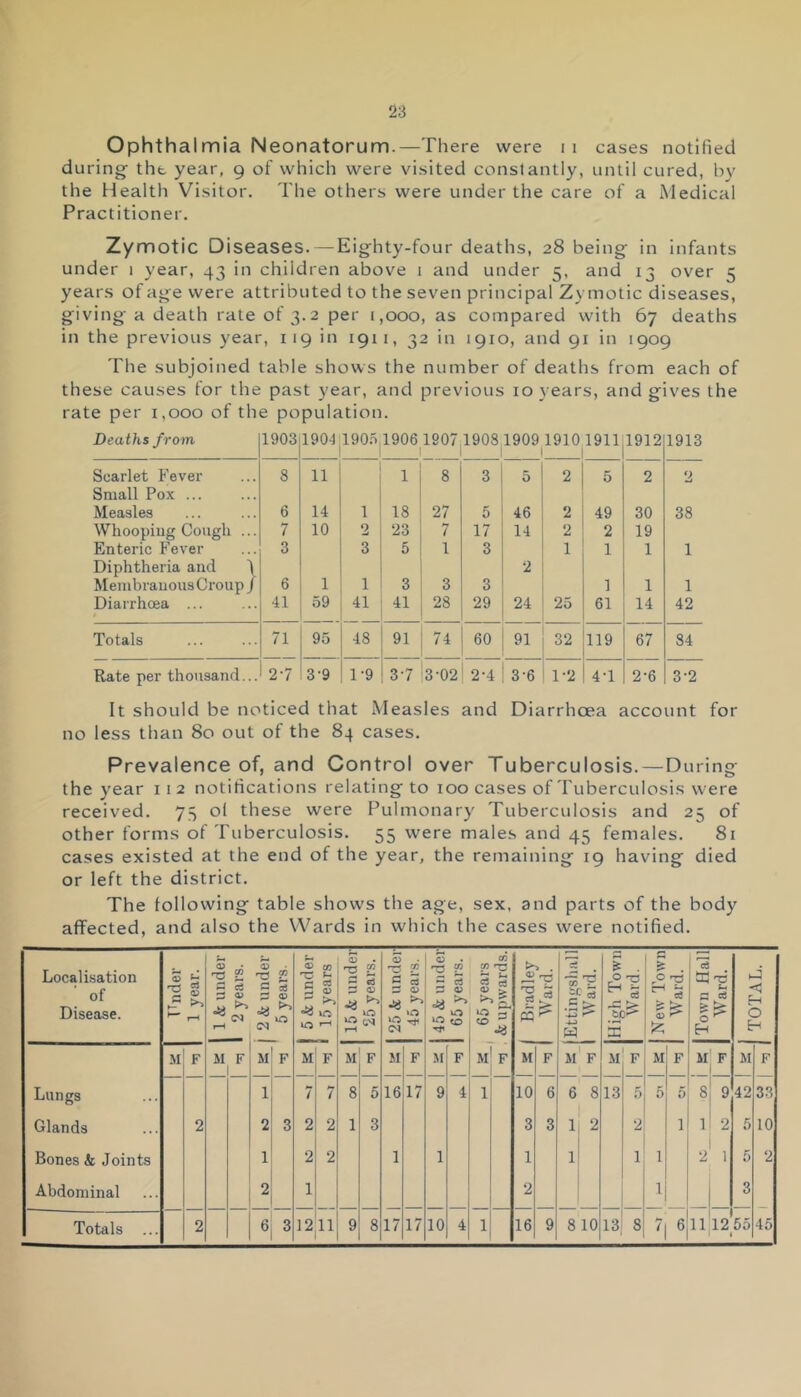 23
Ophthalmia Neonatorum.—There were 11 cases notified
during the year, 9 of which were visited constantly, until cured, by
the Health Visitor. The others were under the care of a Medical
Practitioner.
Zymotic Diseases.—Eighty-four deaths, 28 being in infants
under 1 year, 43 in children above 1 and under 5, and 13 over 5
years of age were attributed to the seven principal Zymotic diseases,
giving a death rate of 3.2 per 1,000, as compared with 67 deaths
in the previous year, 119 in 1911, 32 in 1910, and 91 in 1909
The subjoined table shows the number of deaths from each of
these causes for the past year, and previous 10 years, and gives the
rate per 1,000 of the population.
Deaths from 1903 1904 1905 1906 1907 1908 1909 1910 1911 1912 1913
Scarlet Fever ... 8 11 1 8 3 5 2 5 2 2
Small Pox ... ...
Measles ... ... 6 14 1 18 27 5 46 2 49 30 38
Whooping Cough ... 7 10 2 23 7 17 14 2 2 19
Enteric Fever ... 3 3 5 1 3 1 1 1 1
Diphtheria and } 2
Membranous Croup } 6 1 1 3 3 3 1 1 1
Diarrhœa ... ... 41 59 41 41 28 29 24 25 61 14 42
Totals ... ... 71 95 48 91 74 60 91 32 119 67 84
Rate per thousand... 2·7 3·9 1·9 3·7 3·02 2·4 3·6 1·2 4·1 2·6 3·2
It should be noticed that Measles and Diarrhœa account for
no less than 80 out of the 84 cases.
Prevalence of, and Control over Tuberculosis.—During
the year 112 notifications relating to 100 cases of Tuberculosis were
received. 75 of these were Pulmonary Tuberculosis and 25 of
other forms of Tuberculosis. 55 were males and 45 females. 81
cases existed at the end of the year, the remaining 19 having died
or left the district.
The following table shows the age, sex, and parts of the body
affected, and also the Wards in which the cases were notified.
Localisation of Disease. Under 1 year. 1 & under 2 years. 2 & under 5 years. 5 & under 15 years 15 & under 25 years. 25 & under 45 years. 45 & under 65 years. 65 years & upwards. Bradley Ward. Ettingshall Ward. High Town Ward. New Town Ward. Town Hall Ward. TOTAL.
M F M F M F M F M F M F M F M F M F M F M F M F M F M F
Lungs ... 1 7 7 8 5 16 17 9 4 1 10 6 6 8 13 5 5 5 8 9 42 33
Glands ... 2 2 3 2 2 1 3 3 3 1 2 2 1 1 2 5 10
Bones & Joints 1 2 2 1 1 1 1 1 1 2 1 5 2
Abdominal ... 2 1 2 1 3
Totals ... 2 6 3 12 11 9 8 17 17 10 4 1 16 9 8 10 13 8 7 6 11 12 55 45